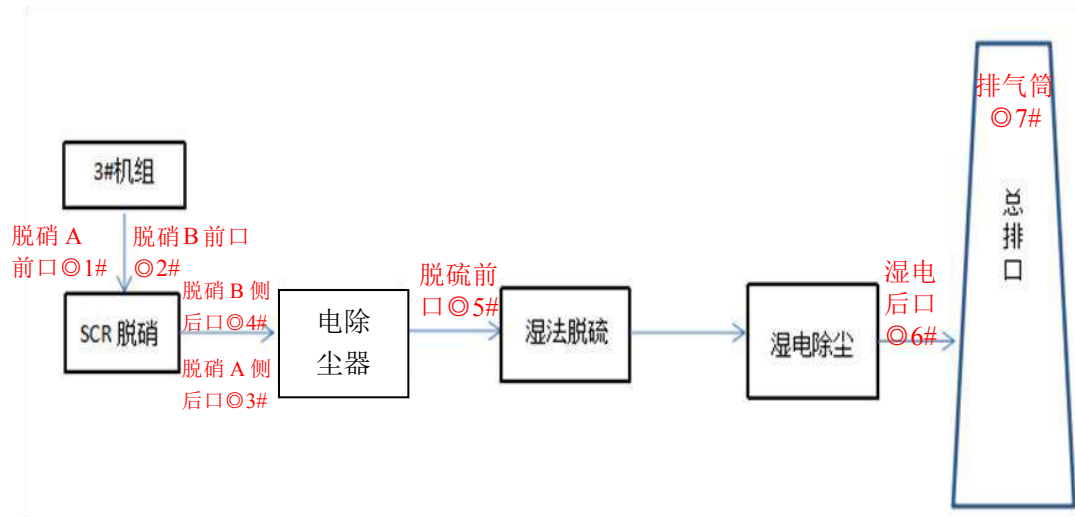 排气筒
◎7#
3#机组
总
排
口
脱硝 A
前口◎1#
脱硝 B 前口
◎2#
脱硫前
口◎5#
湿电
后口
◎6#
脱硝 B 侧
后口◎4#
SCR 脱硝
电除
尘器
湿法脱硫
湿电除尘
脱硝 A 侧
后口◎3#